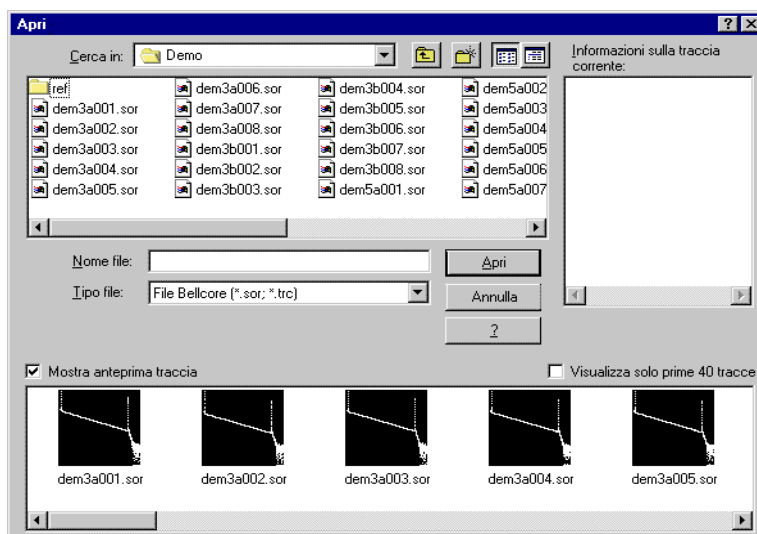 Apri
Cerca in: Demo
Informazioni sulla traccia
corrente:
ref
dem3a001.sor
dem3a002.sor
dem3a003.sor
dem3a004.sor
dem3a005.sor
dem3a006.sor
dem3a007.sor
dem3a008.sor
dem3b001.sor
dem3b002.sor
dem3b003.sor
dem3b004.sor
dem3b005.sor
dem3b006.sor
dem3b007.sor
dem3b008.sor
dem5a001.sor
dem5a002
dem5a003
dem5a004
dem5a005
dem5a006
dem5a007
Nome file:
Apri
Tipo file: File Bellcore (*.sor; *.trc)
Annulla
?
Mostra anteprima traccia
Visualizza solo prime 40 tracce
dem3a001.sor
dem3a002.sor
dem3a003.sor
dem3a004.sor
dem3a005.sor